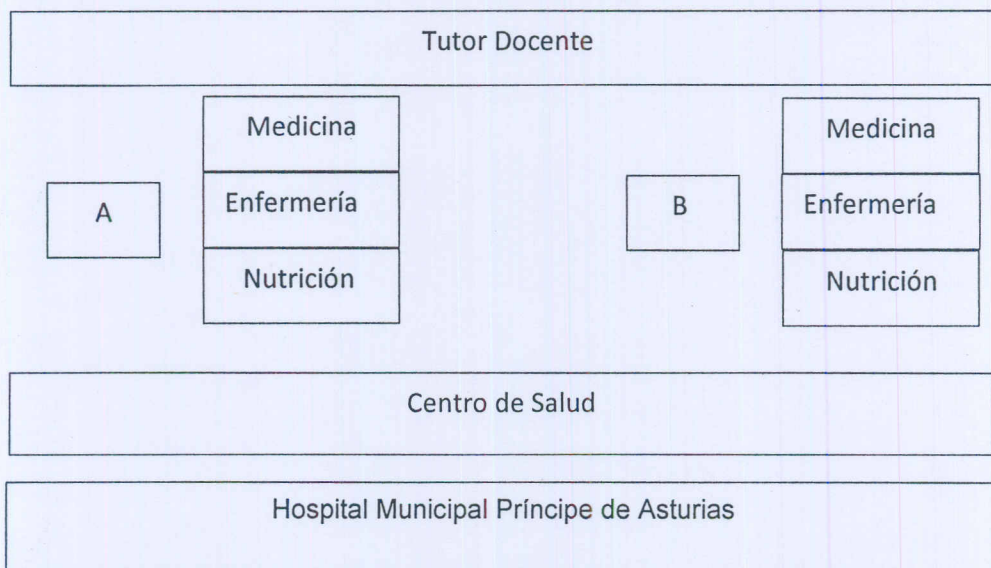 Tutor Docente
Medicina
Enfermería
Nutrición
A
Medicina
Enfermería
Nutrición
B
Centro de Salud
Hospital Municipal Príncipe de Asturias